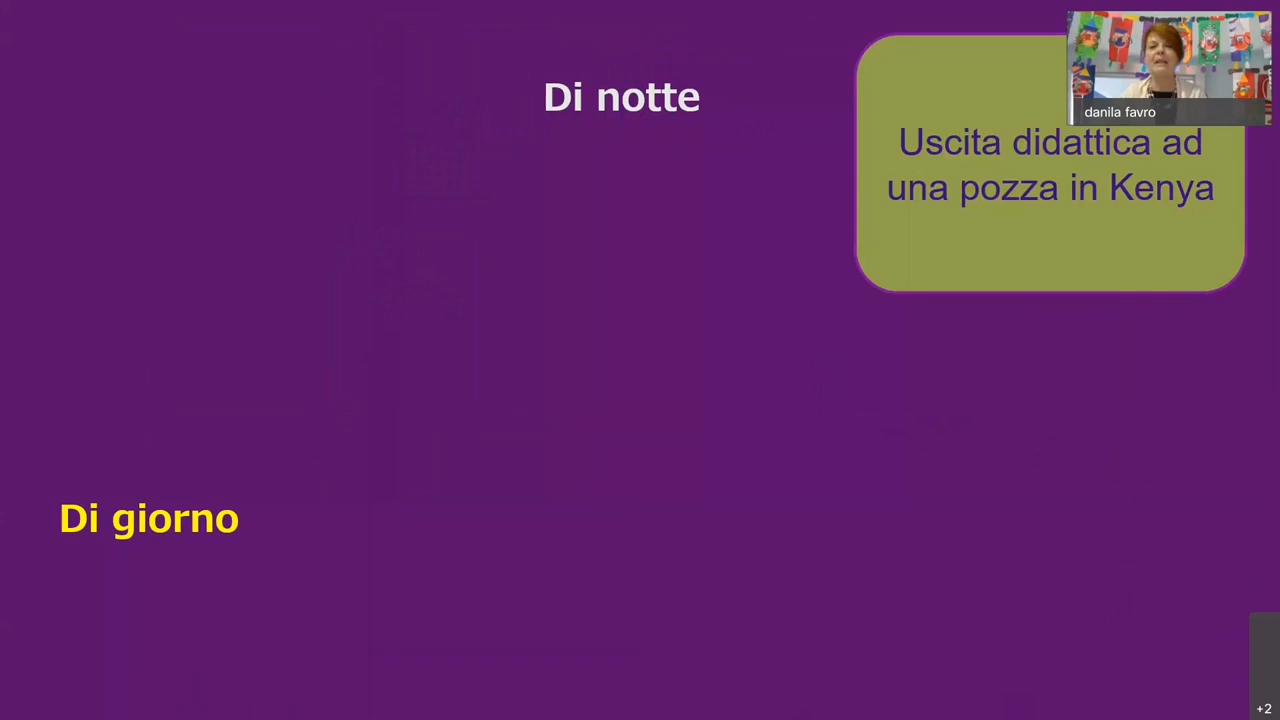 Di notte
danila favro
Uscita didattica ad
una pozza in Kenya
Di giorno
+2